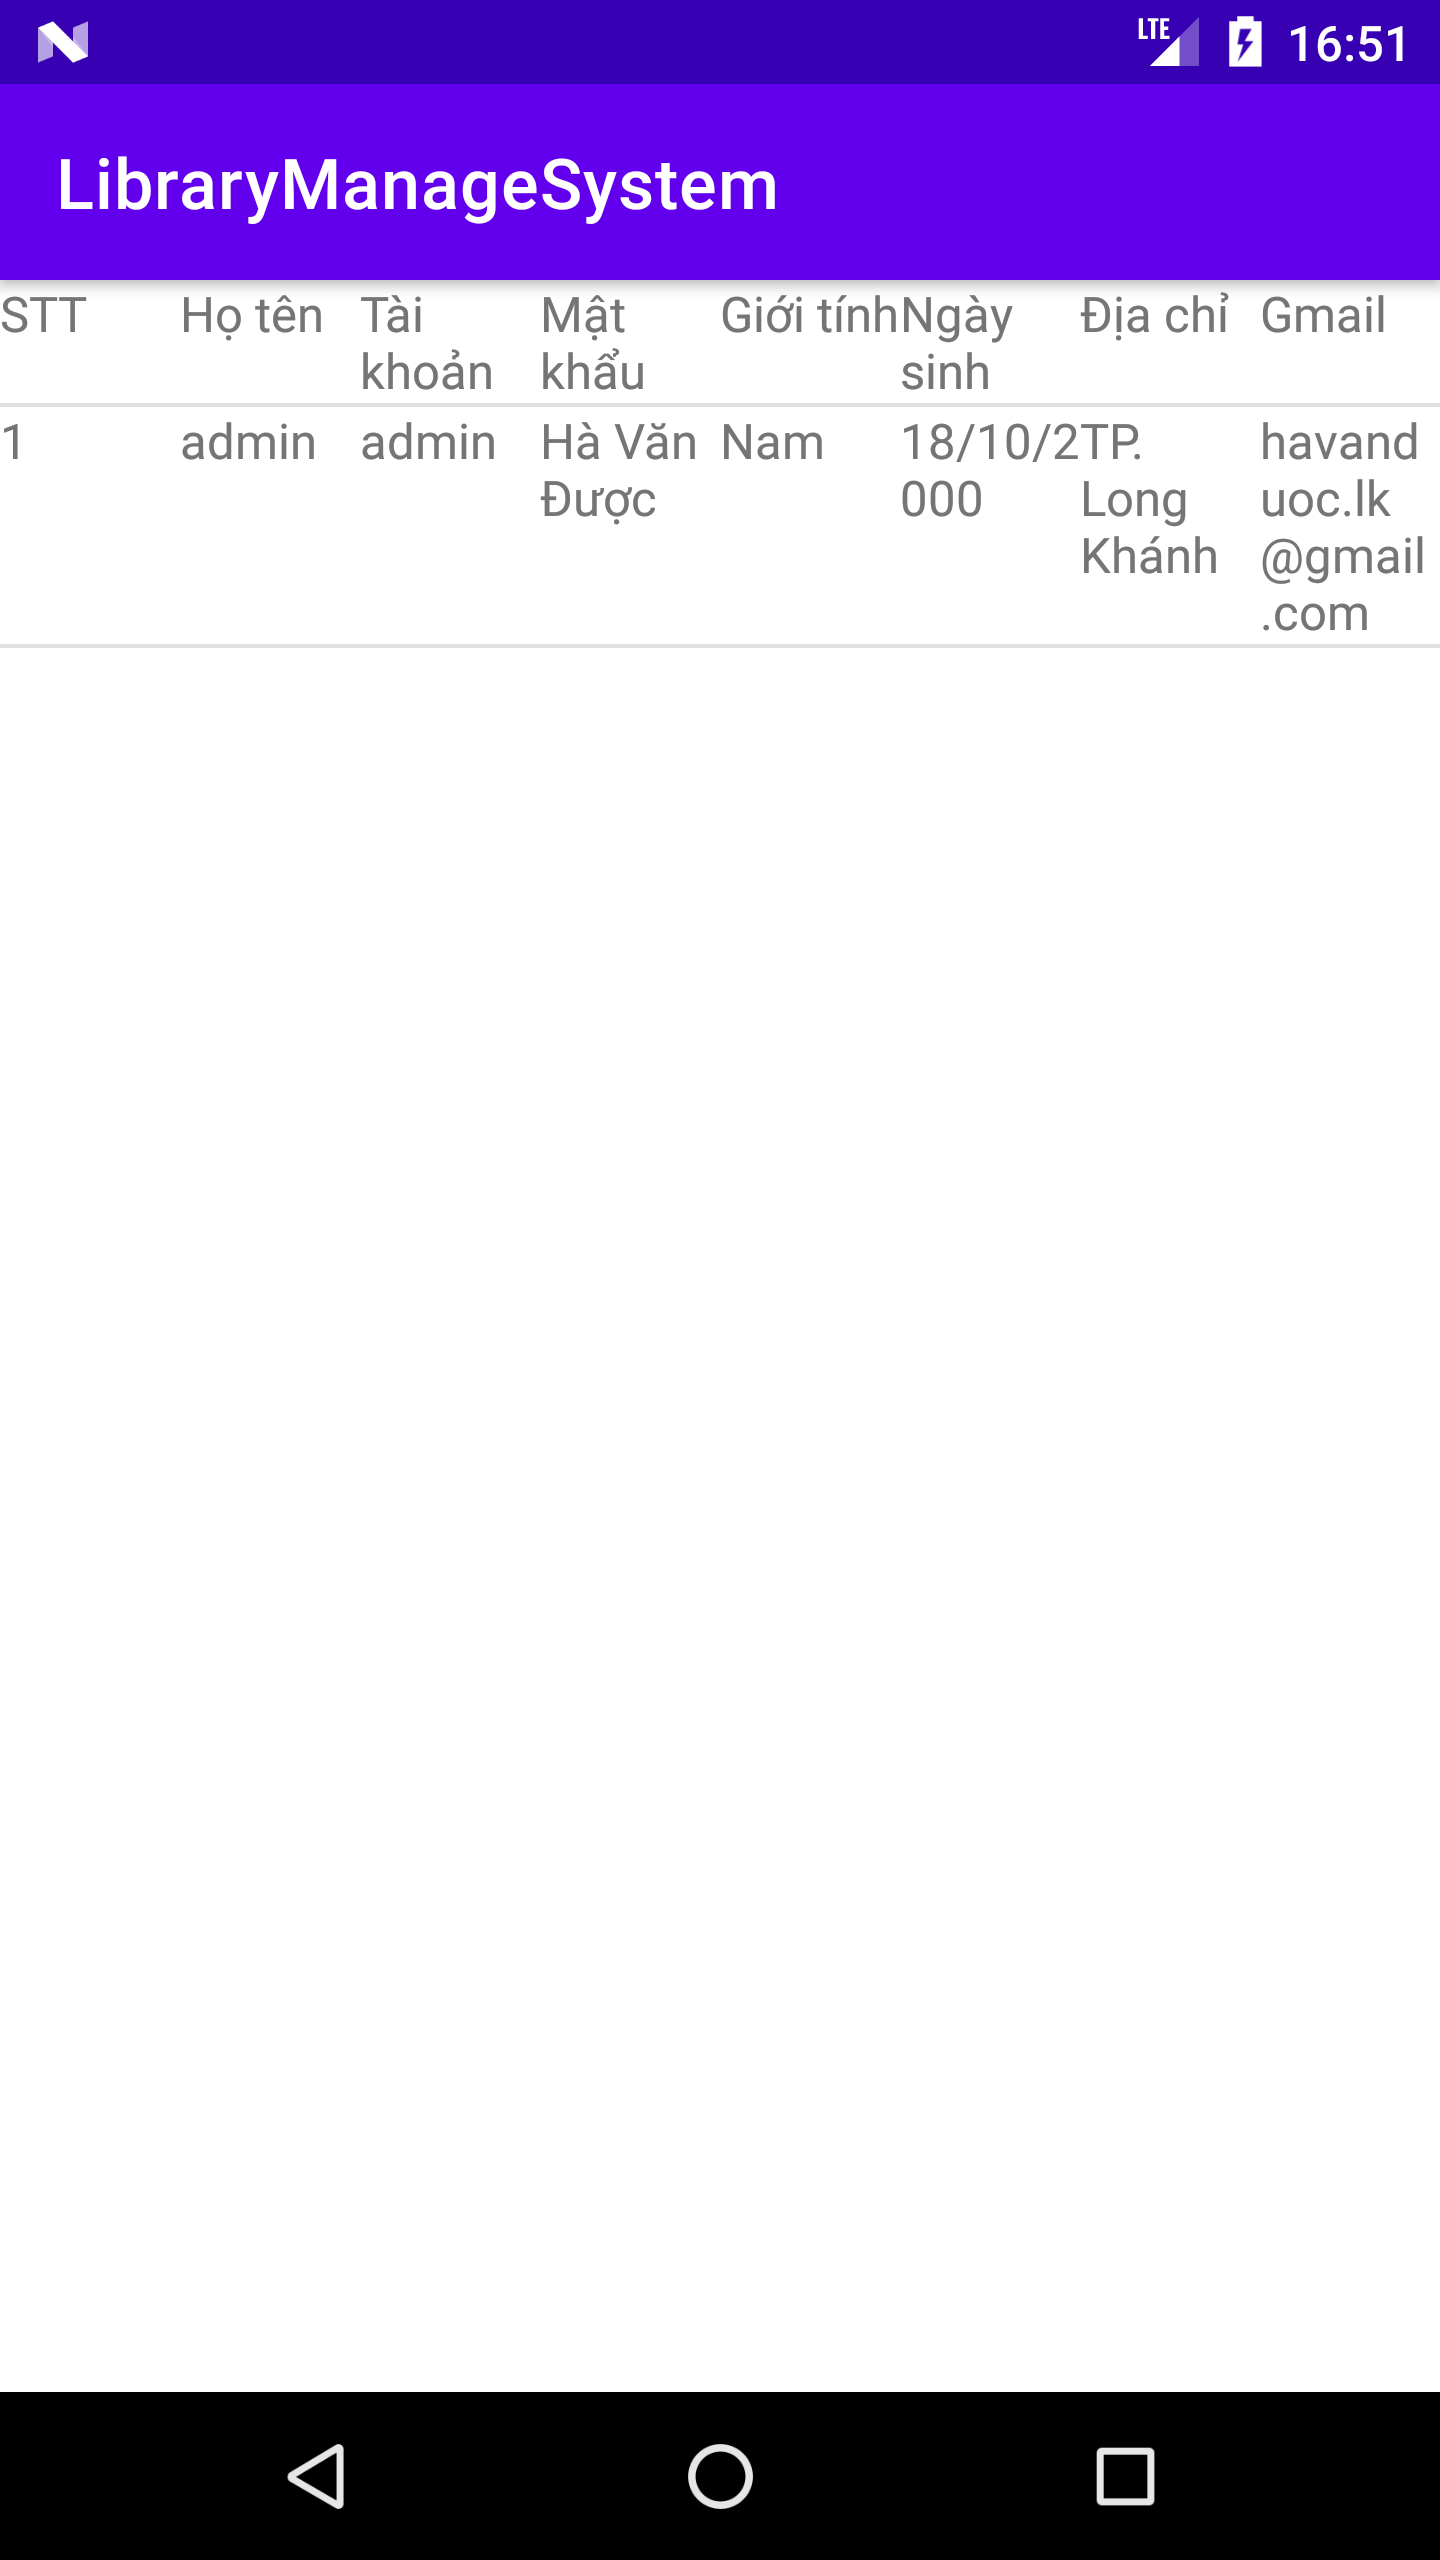 LTE 16:51
LibraryManageSystem
STT Họ tên Tài khoản Mật khẩu Giới tính Ngày sinh Địa chỉ Gmail
1 admin admin Hà Văn Được Nam 18/10/2000 TP. Long Khánh havanduoc.lk@gmail.com